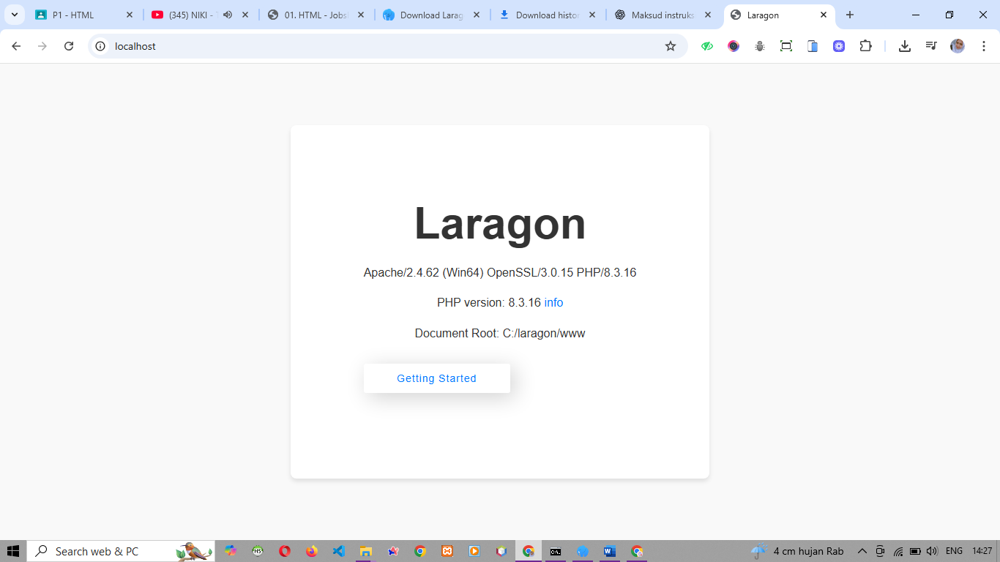 P1 - HTML
(345) NIKI - 
01. HTML - Jobs
Download Larag
Download histor
Maksud instruks
Laragon
localhost
Laragon
Apache/2.4.62 (Win64) OpenSSL/3.0.15 PHP/8.3.16
PHP version: 8.3.16 info
Document Root: C:/laragon/www
Getting Started
Search web & PC
HS
C:\.
W
4 cm hujan Rab
ENG
14:27